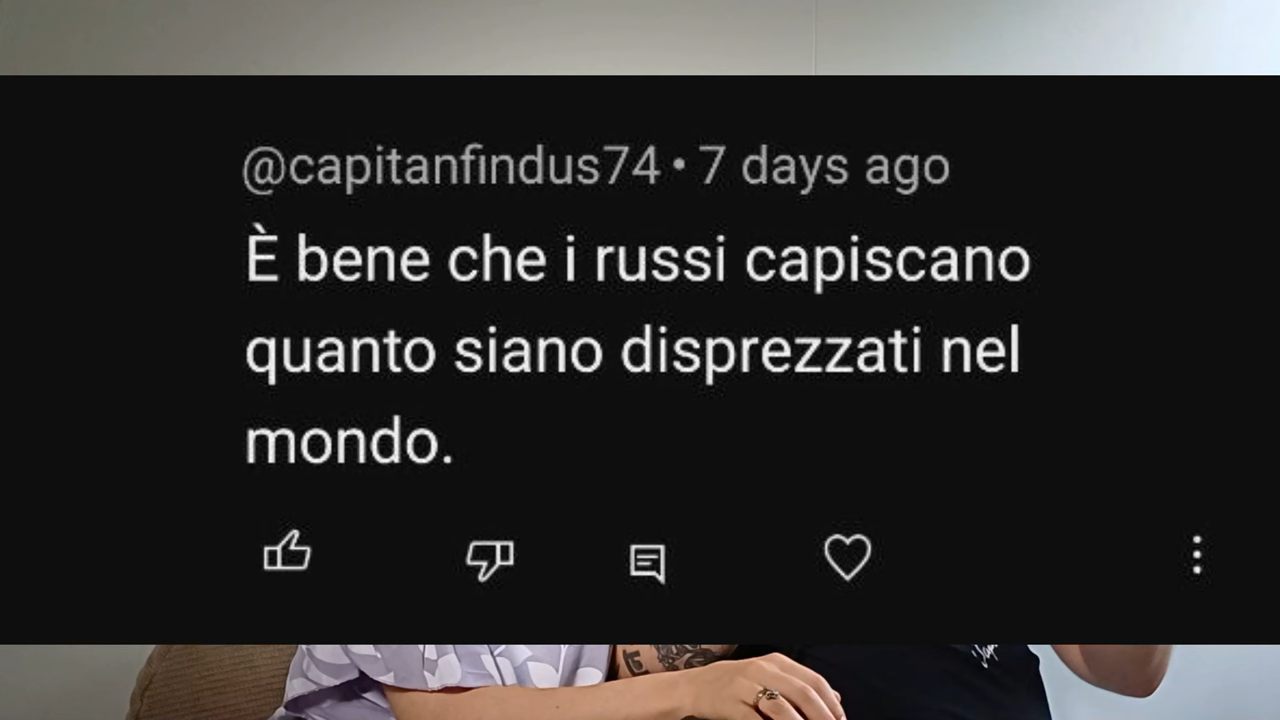 @capitanfindus74 • 7 days ago
È bene che i russi capiscano
quanto siano disprezzati nel
mondo.